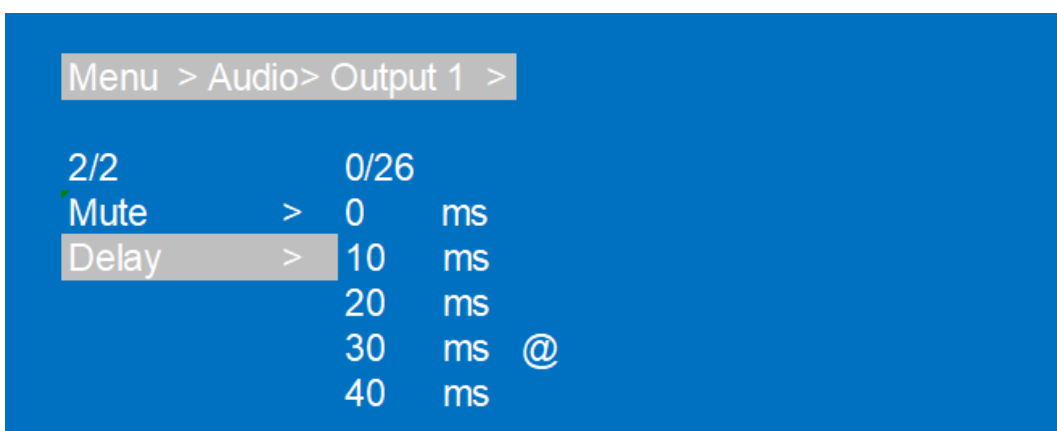 Menu > Audio> Output 1 >
2/2 0/26
Mute > 0 ms
Delay > 10 ms
20 ms
30 ms @
40 ms